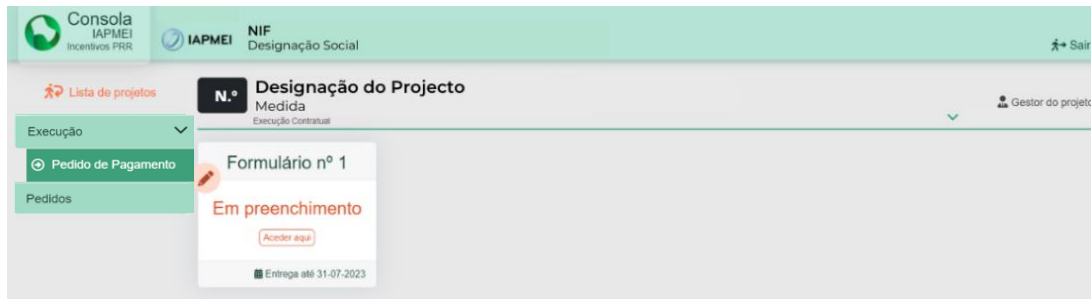 Consola
IAPMEI
Incentivos PRR
IAPMEI
NIF
Designação Social
Sair
Lista de projetos
N.º
Designação do Projecto
Medida
Execução Contratual
Gestor do projeto
Execução
Pedido de Pagamento
Pedidos
Formulário nº 1
Em preenchimento
Aceder aqui
Entrega até 31-07-2023